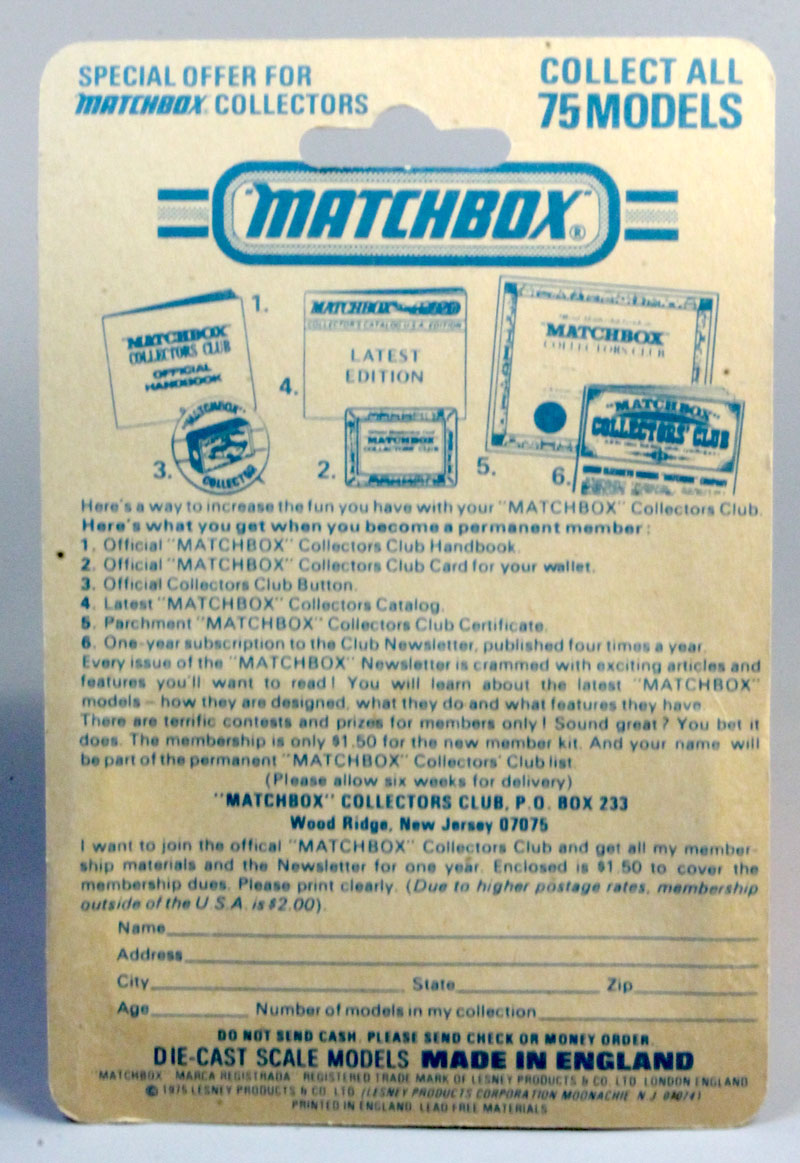 SPECIAL OFFER FOR
MATCHBOX COLLECTORS
COLLECT ALL
75 MODELS
"MATCHBOX"®
1.
"MATCHBOX"
COLLECTORS CLUB
OFFICIAL
HANDBOOK
MATCHBOX
COLLECTOR'S CATALOG U.S.A. EDITION
LATEST
EDITION
4.
MATCHBOX
COLLECTORS CLUB
"MATCHBOX"
COLLECTOR
3.
MATCHBOX
COLLECTORS CLUB
2.
5.
"MATCHBOX"
COLLECTORS' CLUB
6.
Here's a way to increase the fun you have with your "MATCHBOX" Collectors Club.
Here's what you get when you become a permanent member:
1. Official "MATCHBOX" Collectors Club Handbook.
2. Official "MATCHBOX" Collectors Club Card for your wallet.
3. Official Collectors Club Button.
4. Latest "MATCHBOX" Collectors Catalog.
5. Parchment "MATCHBOX" Collectors Club Certificate.
6. One-year subscription to the Club Newsletter, published four times a year.
Every issue of the "MATCHBOX" Newsletter is crammed with exciting articles and
features you'll want to read! You will learn about the latest "MATCHBOX"
models – how they are designed, what they do and what features they have.
There are terrific contests and prizes for members only! Sound great? You bet it
does. The membership is only $1.50 for the new member kit. And your name will
be part of the permanent "MATCHBOX" Collectors' Club list.
(Please allow six weeks for delivery)
"MATCHBOX" COLLECTORS CLUB, P.O. BOX 233
Wood Ridge, New Jersey 07075
I want to join the offical "MATCHBOX" Collectors Club and get all my member-
ship materials and the Newsletter for one year. Enclosed is $1.50 to cover the
membership dues. Please print clearly. (Due to higher postage rates, membership
outside of the U.S.A. is $2.00).
Name
Address
City State Zip
Age Number of models in my collection
DO NOT SEND CASH. PLEASE SEND CHECK OR MONEY ORDER.
DIE-CAST SCALE MODELS MADE IN ENGLAND
"MATCHBOX" MARCA REGISTRADA REGISTERED TRADE MARK OF LESNEY PRODUCTS & CO. LTD. LONDON ENGLAND
© 1975 LESNEY PRODUCTS & CO. LTD. (LESNEY PRODUCTS CORPORATION MOONACHIE N.J. 07074)
PRINTED IN ENGLAND. LEAD FREE MATERIALS